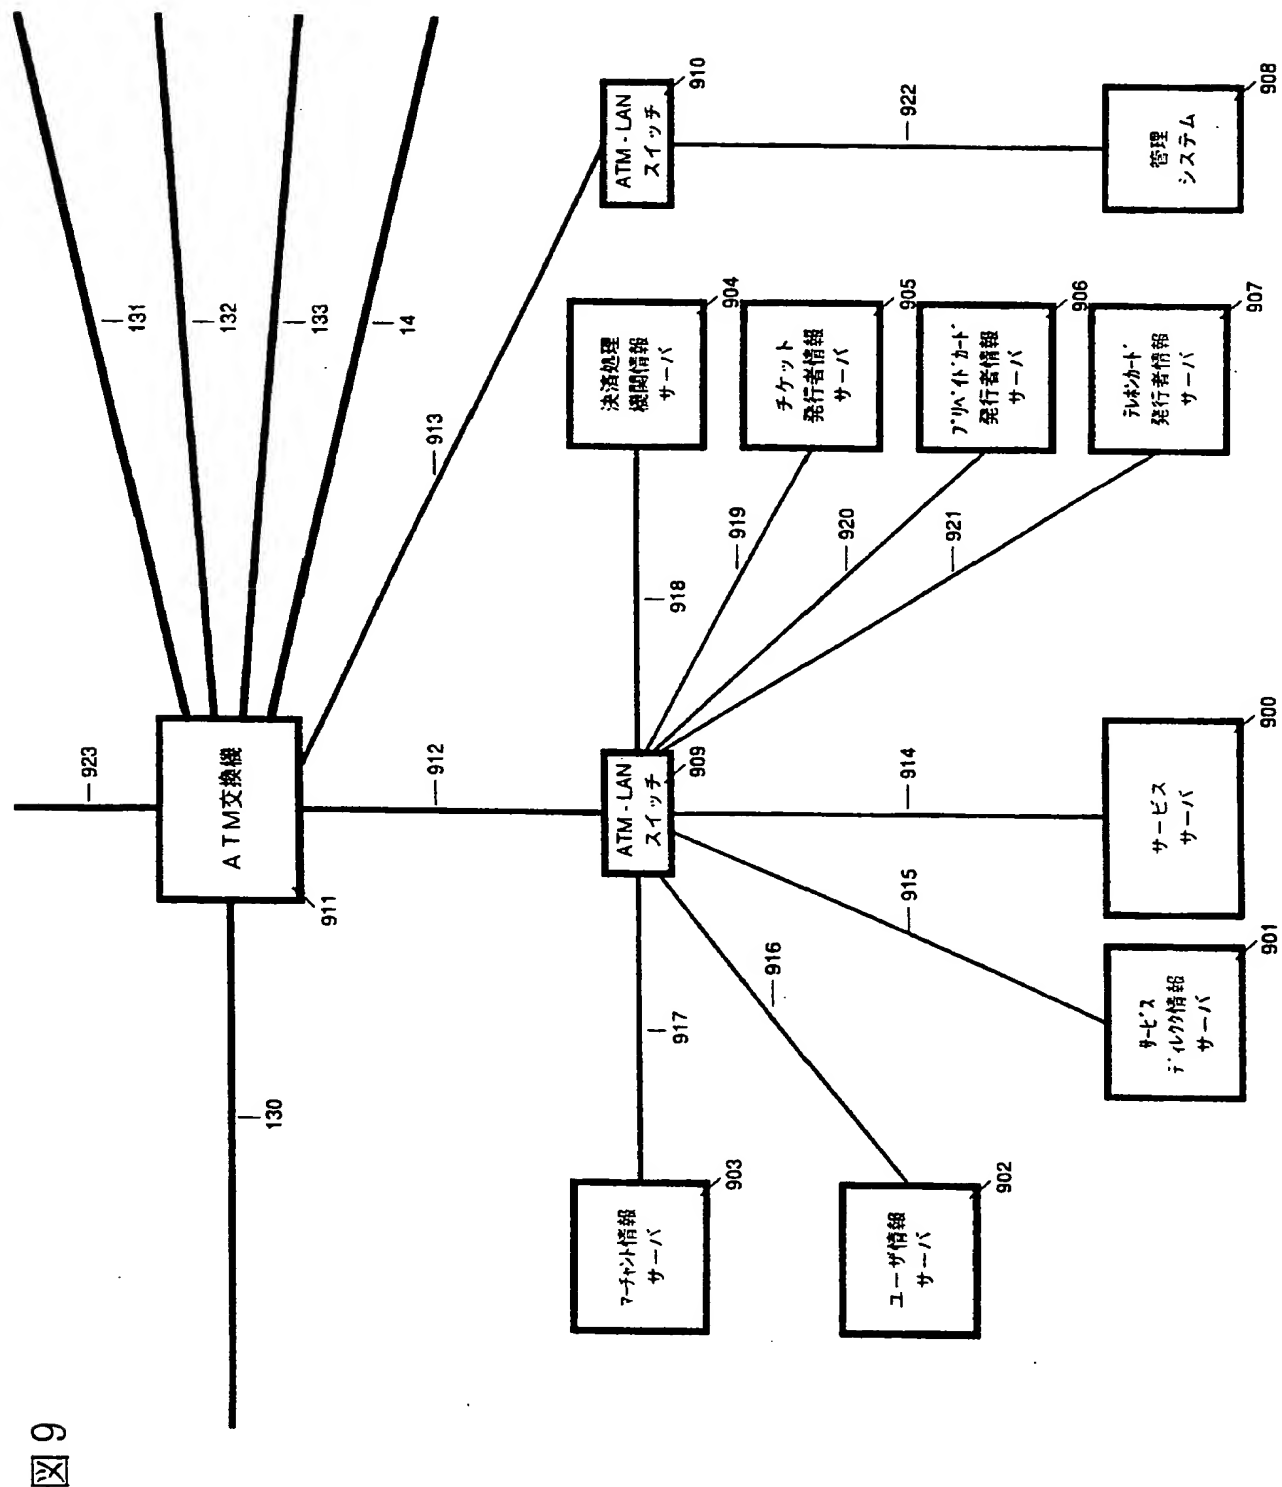 図9
923
ATM交換機
911
130
131
132
133
14
912
913
ATM-LAN
スイッチ
909
ATM-LAN
スイッチ
910
922
管理
システム
908
マーチャント情報
サーバ
903
917
ユーザ情報
サーバ
902
916
サービス
ディレクタ情報
サーバ
901
915
サービス
サーバ
900
914
918
決済処理
機関情報
サーバ
904
919
チケット
発行者情報
サーバ
905
920
プリペイドカード
発行者情報
サーバ
906
921
テレホンカード
発行者情報
サーバ
907